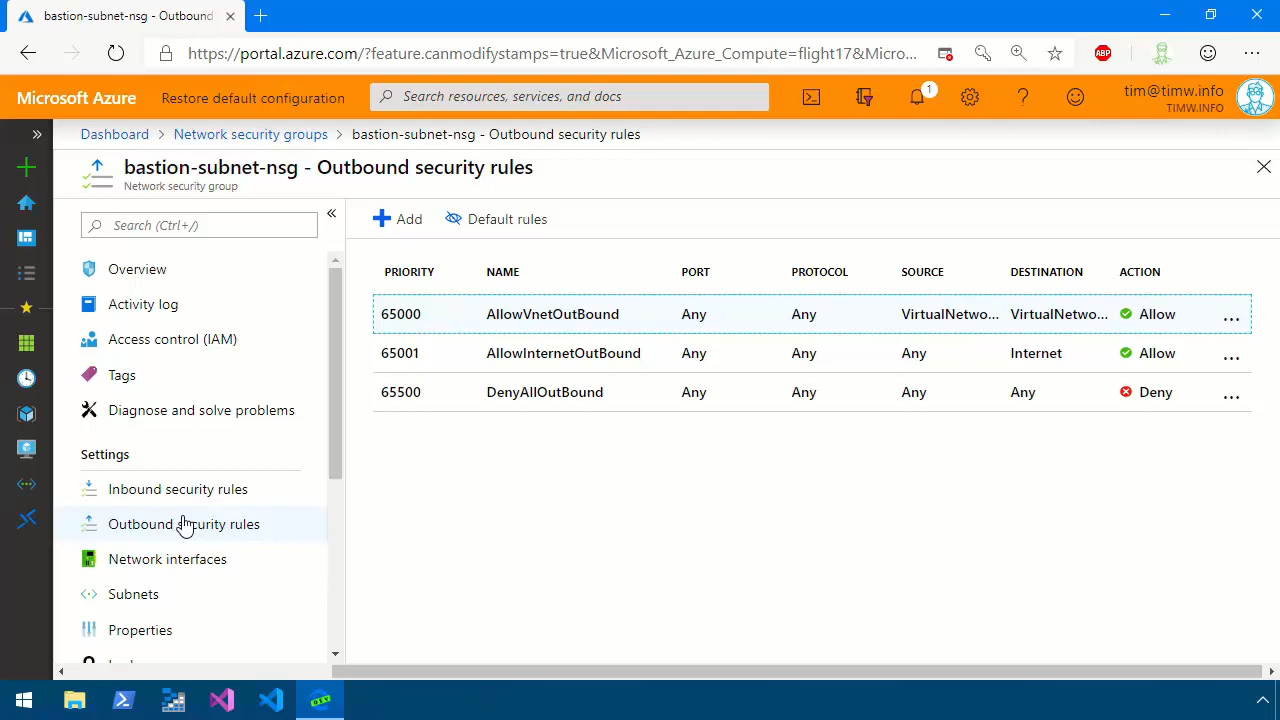 bastion-subnet-nsg - Outbound
https://portal.azure.com/?feature.canmodifystamps=true&Microsoft_Azure_Compute=flight17&Micro...
ABP
Microsoft Azure
Restore default configuration
Search resources, services, and docs
1
tim@timw.info
TIMW.INFO
Dashboard > Network security groups > bastion-subnet-nsg - Outbound security rules
bastion-subnet-nsg - Outbound security rules
Network security group
Search (Ctrl+/)
Add
Default rules
Overview
Activity log
Access control (IAM)
Tags
Diagnose and solve problems
Settings
Inbound security rules
Outbound security rules
Network interfaces
Subnets
Properties
PRIORITY NAME PORT PROTOCOL SOURCE DESTINATION ACTION
65000 AllowVnetOutBound Any Any VirtualNetwo... VirtualNetwo... Allow ...
65001 AllowInternetOutBound Any Any Any Internet Allow ...
65500 DenyAllOutBound Any Any Any Any Deny ...
DEV